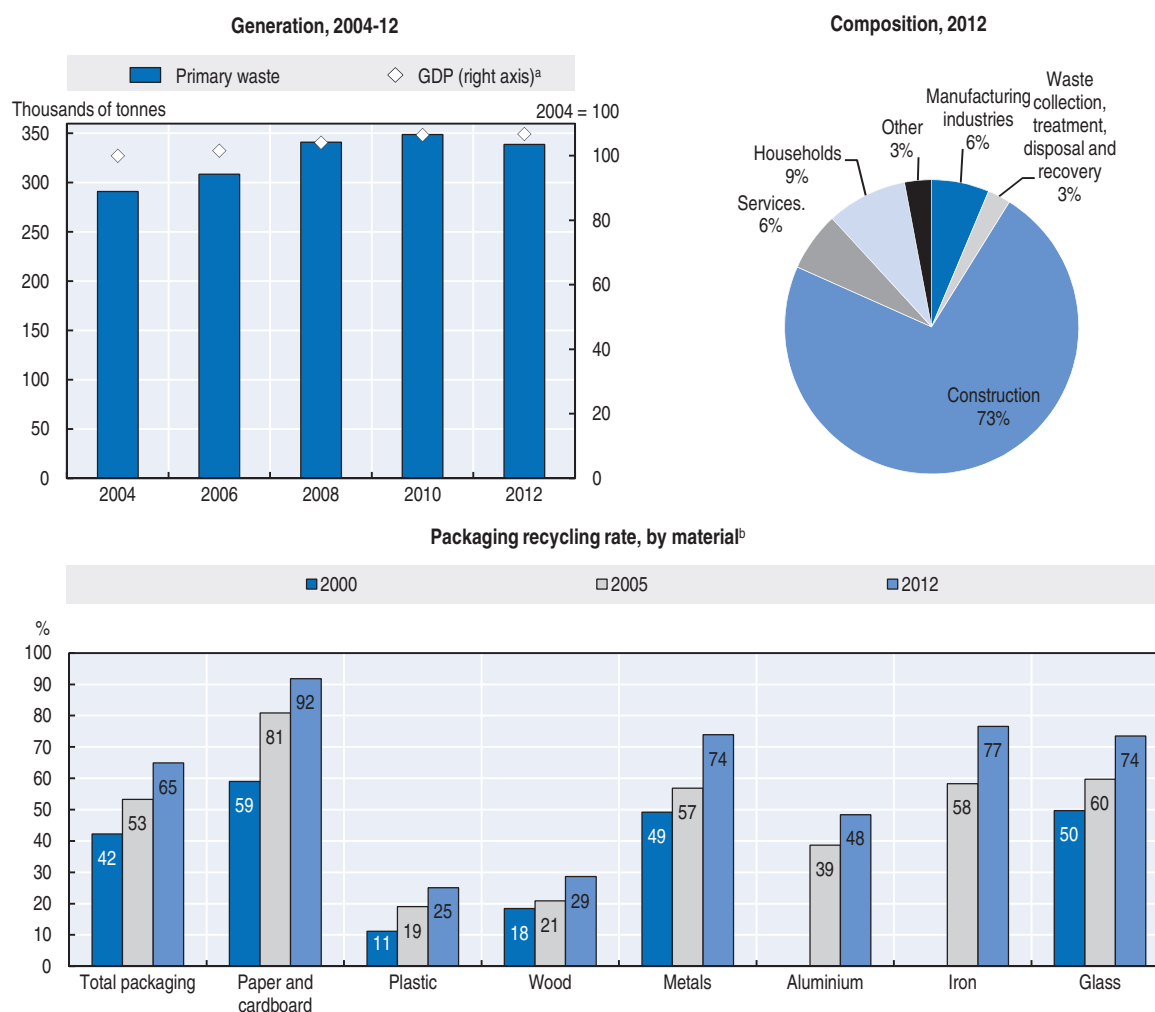 Generation, 2004-12
Primary waste
GDP (right axis)a
Thousands of tonnes
2004 = 100
350
300
250
200
150
100
50
0
100
80
60
40
20
0
2004
2006
2008
2010
2012
Composition, 2012
Waste
collection,
treatment,
disposal and
recovery
3%
Manufacturing
industries
6%
Other
3%
Households
9%
Services.
6%
Construction
73%
Packaging recycling rate, by materialb
2000
2005
2012
%
100
90
80
70
60
50
40
30
20
10
0
42
53
65
59
81
92
11
19
25
18
21
29
49
57
74
39
48
58
77
50
60
74
Total packaging
Paper and
cardboard
Plastic
Wood
Metals
Aluminium
Iron
Glass